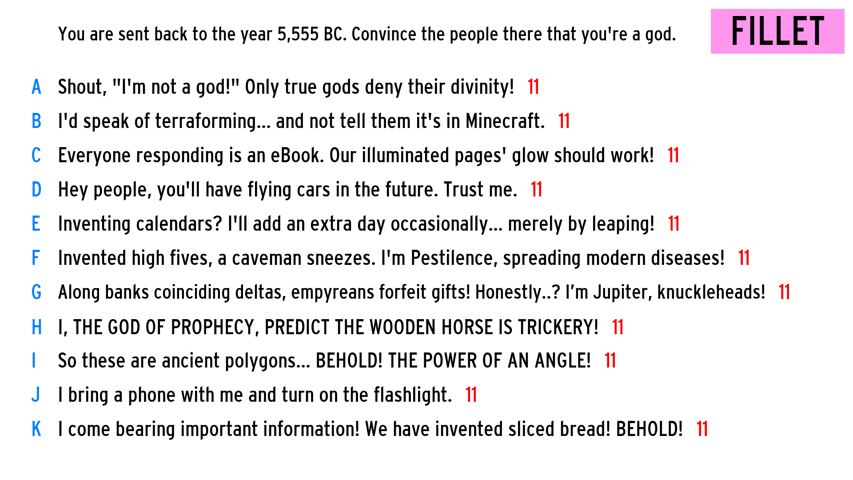 You are sent back to the year 5,555 BC. Convince the people there that you're a god.
FILLET
A Shout, "I'm not a god!" Only true gods deny their divinity! 11
B I'd speak of terraforming... and not tell them it's in Minecraft. 11
C Everyone responding is an eBook. Our illuminated pages' glow should work! 11
D Hey people, you'll have flying cars in the future. Trust me. 11
E Inventing calendars? I'll add an extra day occasionally... merely by leaping! 11
F Invented high fives, a caveman sneezes. I'm Pestilence, spreading modern diseases! 11
G Along banks coinciding deltas, empyreans forfeit gifts! Honestly..? I’m Jupiter, knuckleheads! 11
H I, THE GOD OF PROPHECY, PREDICT THE WOODEN HORSE IS TRICKERY! 11
I So these are ancient polygons... BEHOLD! THE POWER OF AN ANGLE! 11
J I bring a phone with me and turn on the flashlight. 11
K I come bearing important information! We have invented sliced bread! BEHOLD! 11